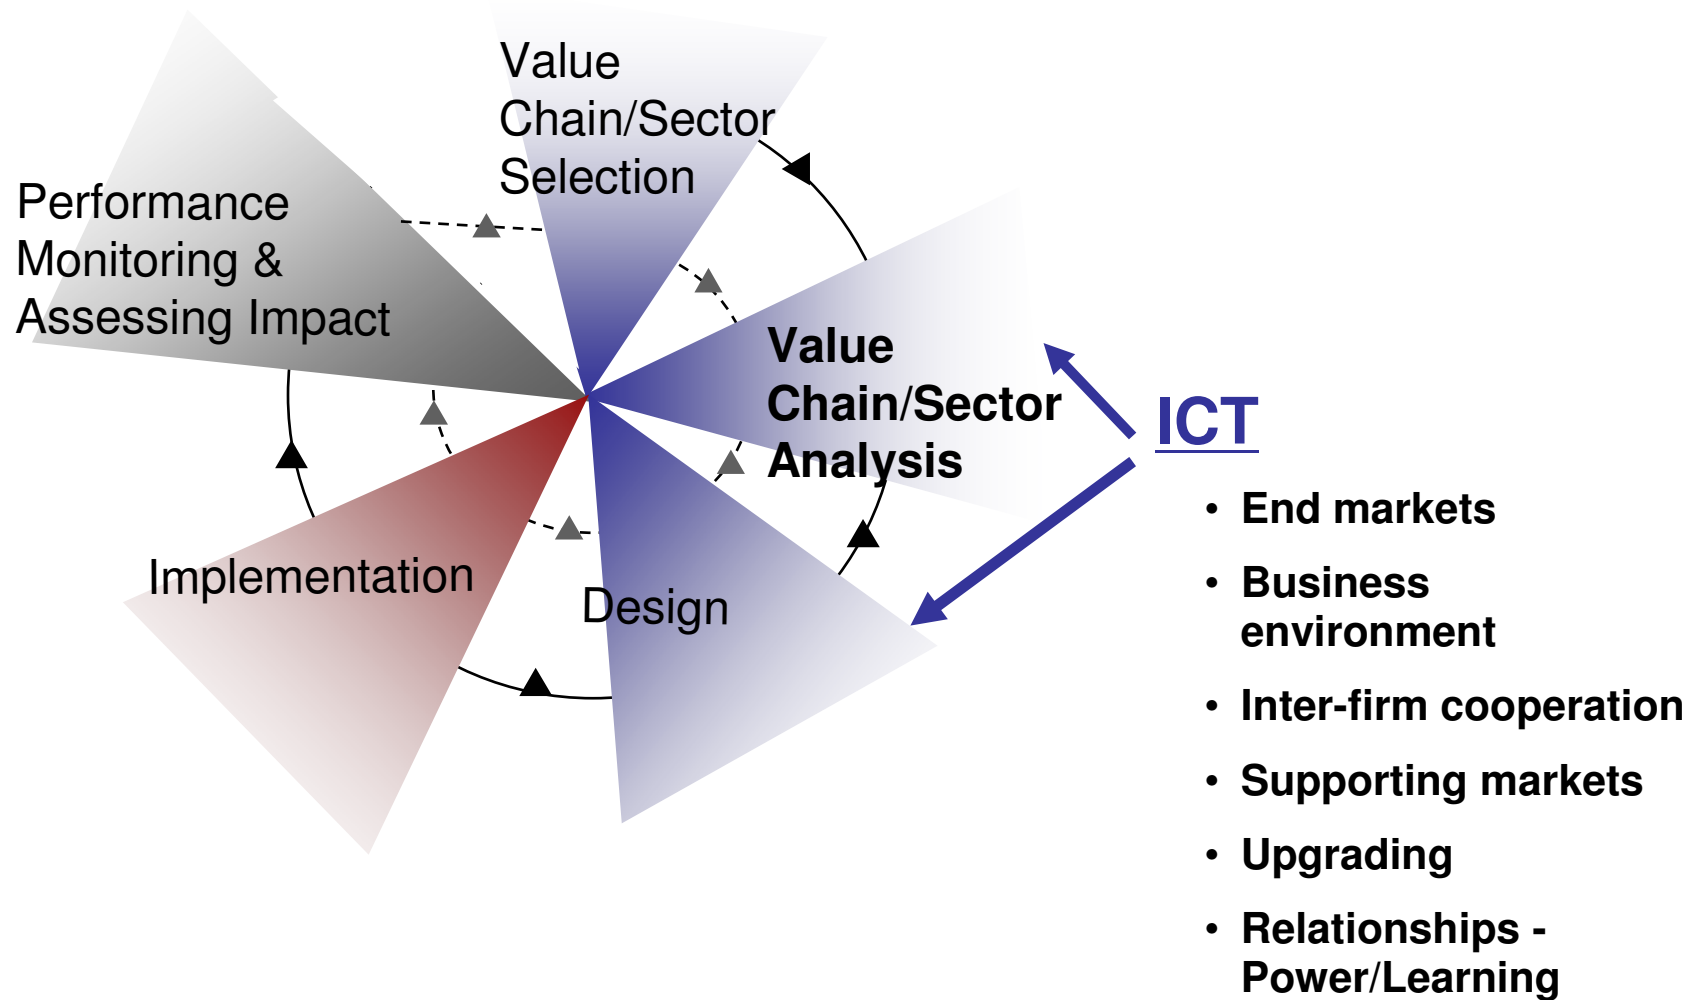 Value
Chain/Sector
Selection
Performance
Monitoring &
Assessing Impact
Value
Chain/Sector
Analysis
Implementation
Design
ICT
• End markets
• Business
environment
• Inter-firm cooperation
• Supporting markets
• Upgrading
• Relationships -
Power/Learning